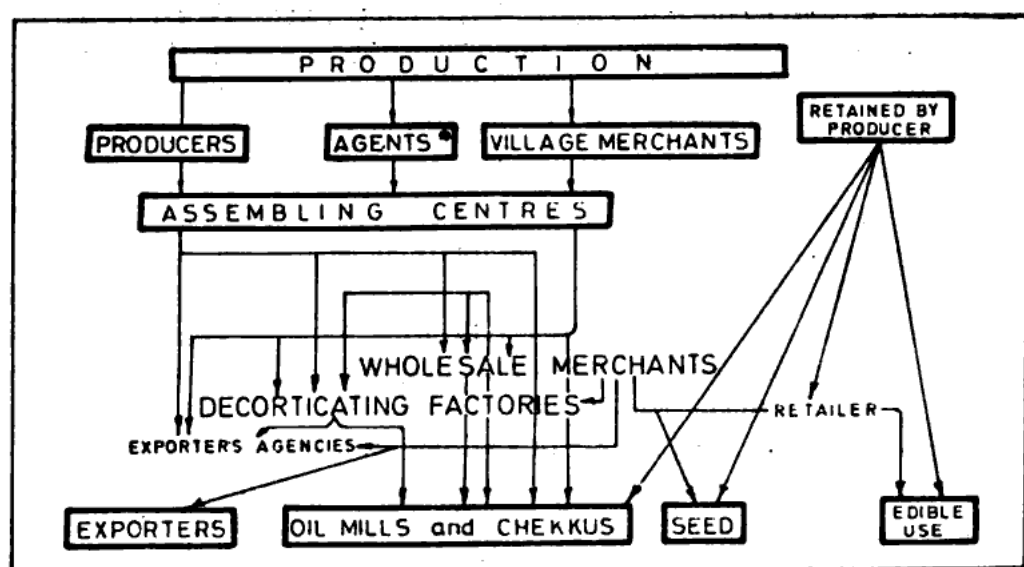 PRODUCTION
RETAINED BY
PRODUCER
PRODUCERS
AGENTS
VILLAGE MERCHANTS
ASSEMBLING CENTRES
WHOLESALE MERCHANTS
DECORTICATING FACTORIES
RETAILER
EXPORTER'S AGENCIES
EXPORTERS
OIL MILLS and CHEKKUS
SEED
EDIBLE
USE